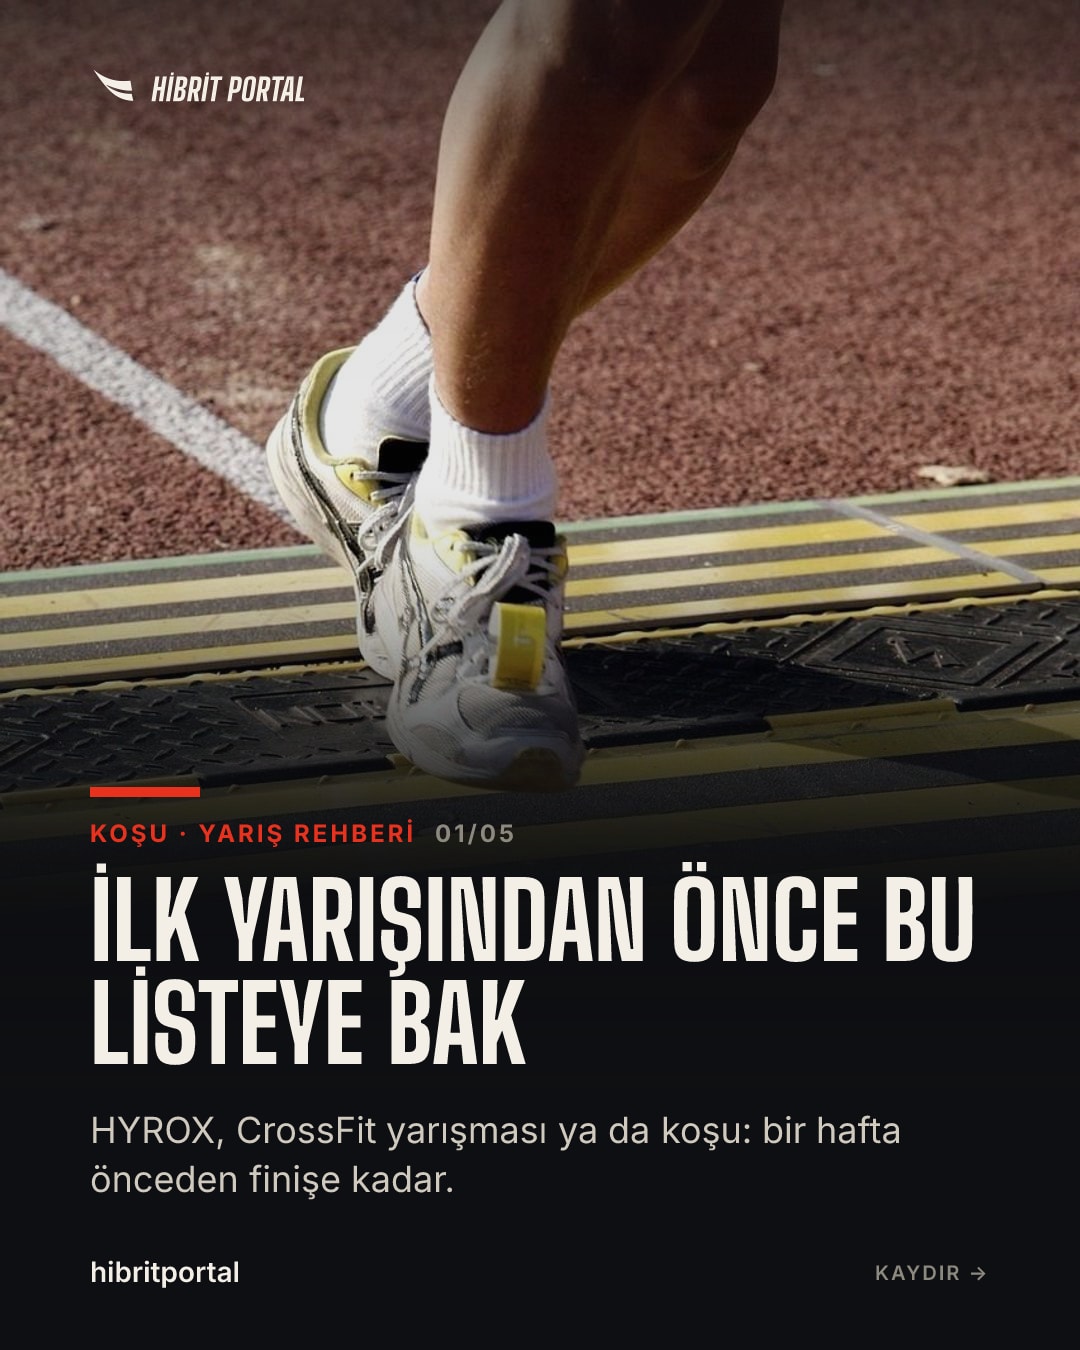 HİBRİT PORTAL
KOŞU · YARIŞ REHBERİ 01/05
İLK YARIŞINDAN ÖNCE BU
LİSTEYE BAK
HYROX, CrossFit yarışması ya da koşu: bir hafta
önceden finişe kadar.
hibritportal
KAYDIR →